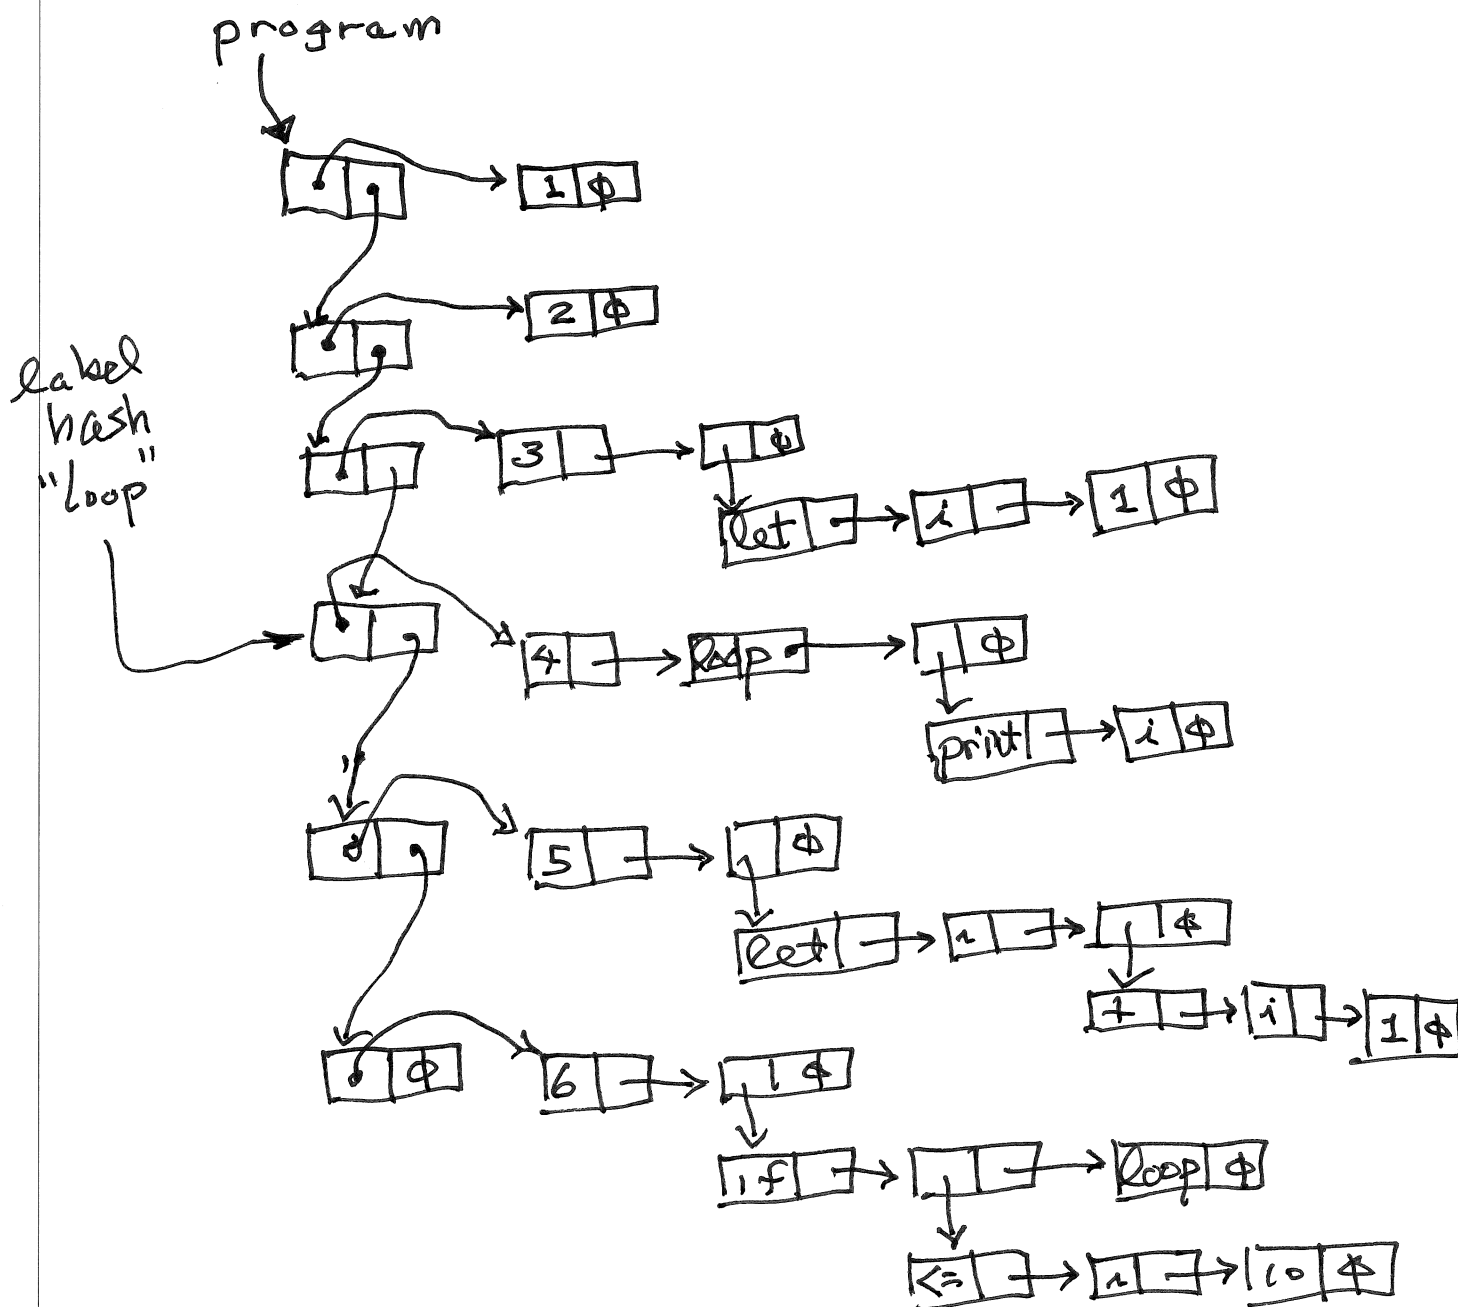 program
1 φ
2 φ
label
hash
"loop"
3 φ
let i 1 φ
4 loop φ
print i φ
5 φ
let i φ
+ i 1 φ
φ 6 φ
if loop φ
<= i 10 φ